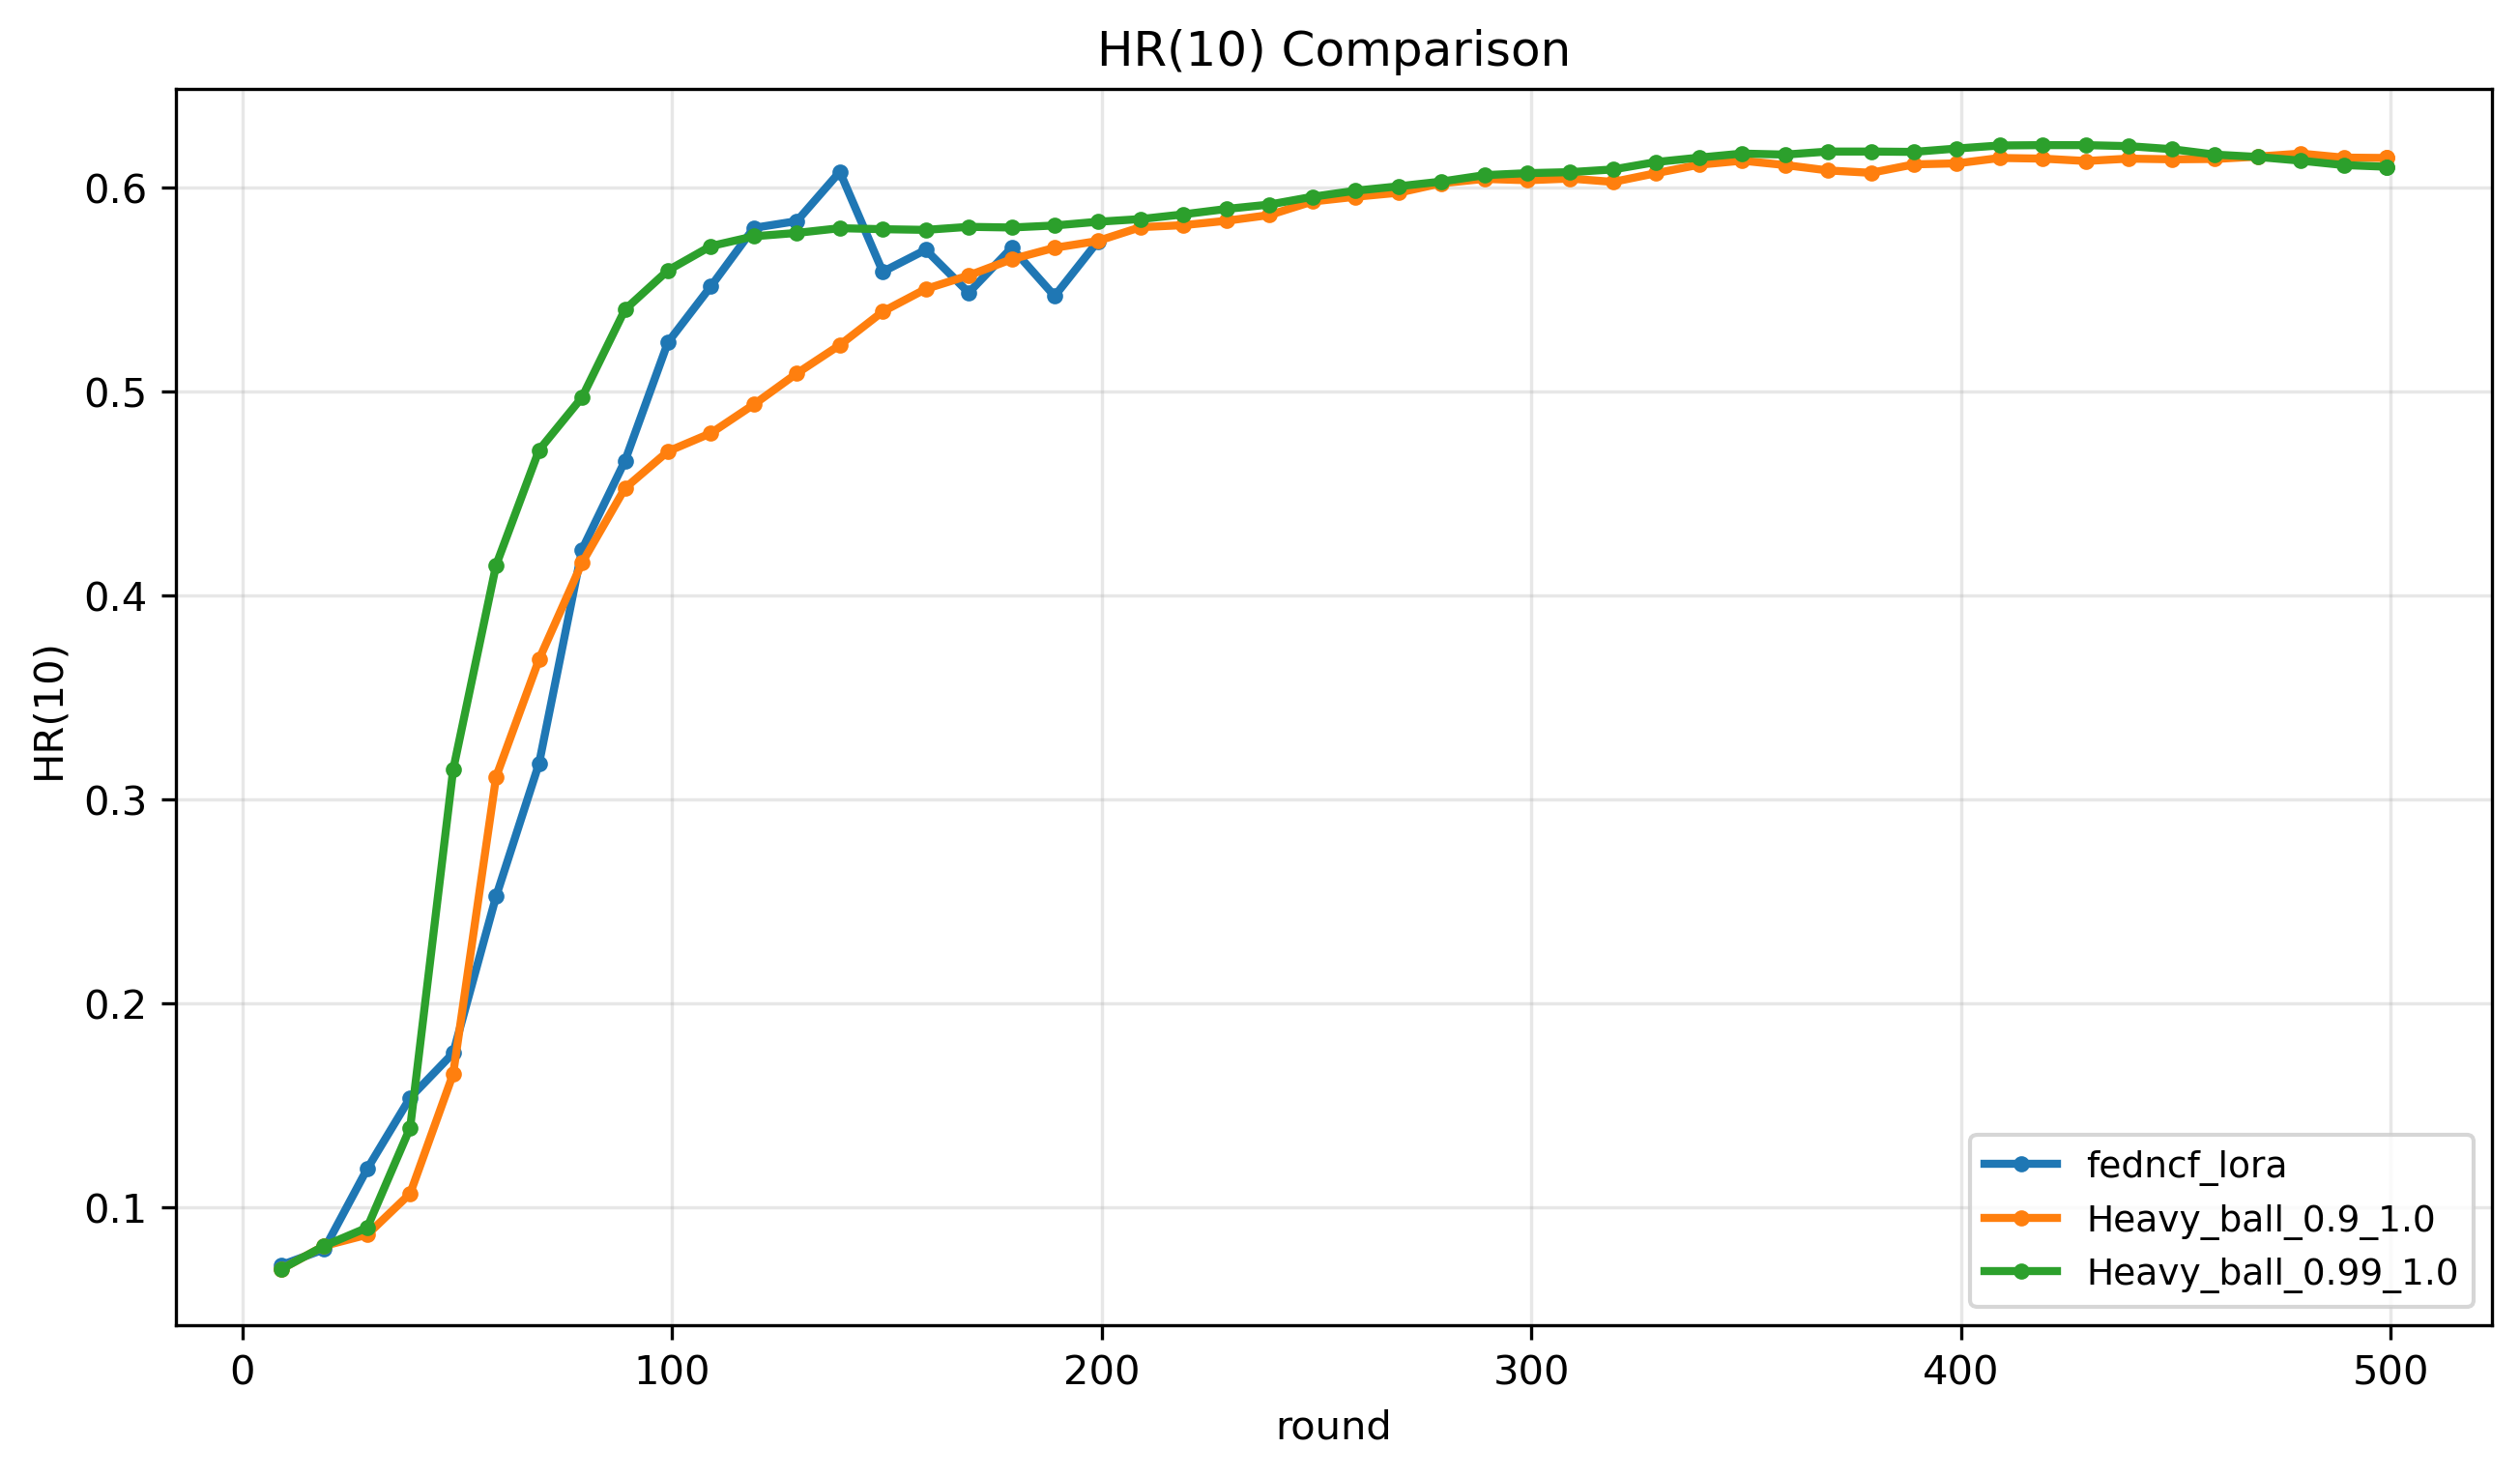 HR(10) Comparison
HR(10)
0.6
0.5
0.4
0.3
0.2
0.1
0 100 200 300 400 500
round
fedncf_lora
Heavy_ball_0.9_1.0
Heavy_ball_0.99_1.0